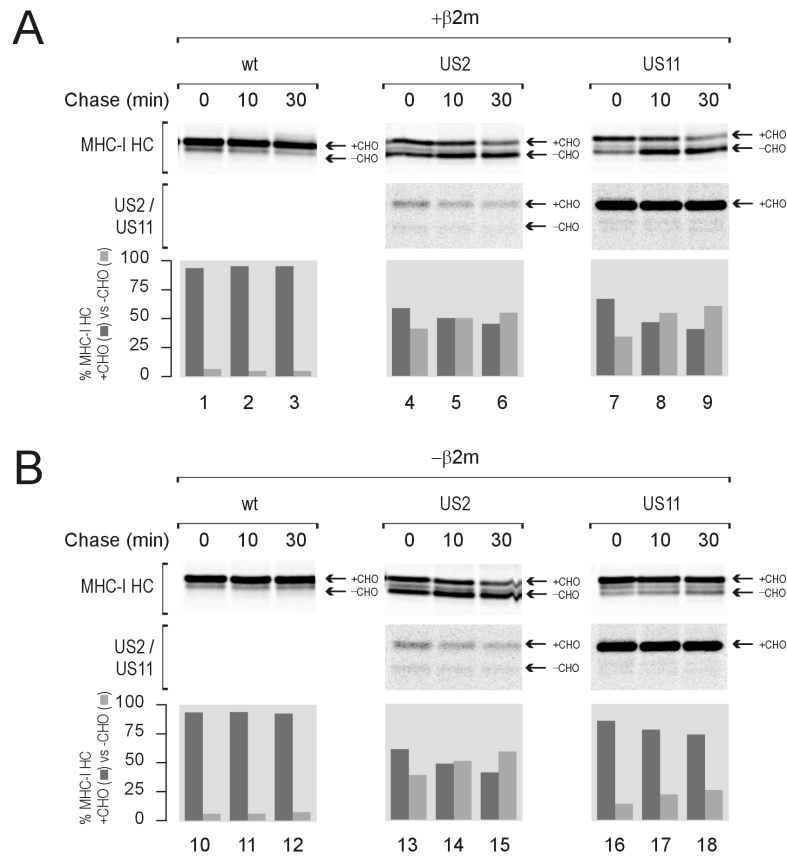 A
+β2m
wt US2 US11
Chase (min) 0 10 30 0 10 30 0 10 30
MHC-I HC
+CHO
–CHO
+CHO
–CHO
+CHO
–CHO
US2 /
US11
+CHO
–CHO
+CHO
% MHC-I HC
+CHO (■) vs -CHO (■)
100
75
50
25
0
1 2 3 4 5 6 7 8 9
B
–β2m
wt US2 US11
Chase (min) 0 10 30 0 10 30 0 10 30
MHC-I HC
+CHO
–CHO
+CHO
–CHO
+CHO
–CHO
US2 /
US11
+CHO
–CHO
+CHO
% MHC-I HC
+CHO (■) vs -CHO (■)
100
75
50
25
0
10 11 12 13 14 15 16 17 18